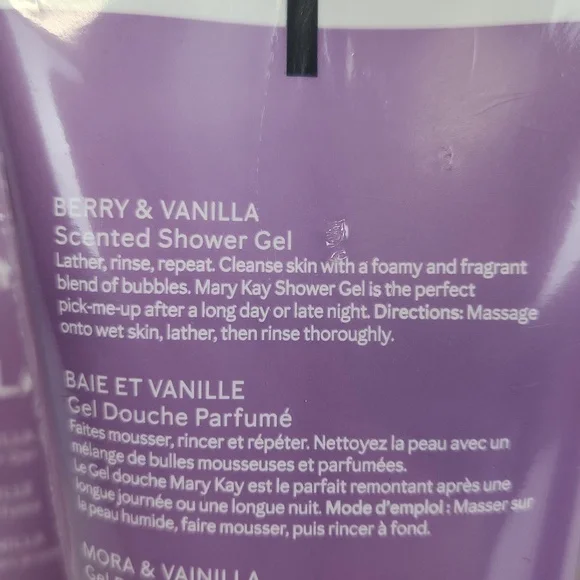 BERRY & VANILLA
Scented Shower Gel
Lather, rinse, repeat. Cleanse skin with a foamy and fragrant
blend of bubbles. Mary Kay Shower Gel is the perfect
pick-me-up after a long day or late night. Directions: Massage
onto wet skin, lather, then rinse thoroughly.
BAIE ET VANILLE
Gel Douche Parfumé
Faites mousser, rincer et répéter. Nettoyez la peau avec un
mélange de bulles mousseuses et parfumées.
Le Gel douche Mary Kay est le parfait remontant après une
longue journée ou une longue nuit. Mode d'emploi : Masser sur
la peau humide, faire mousser, puis rincer à fond.
MORA & VAINILLA
Gel